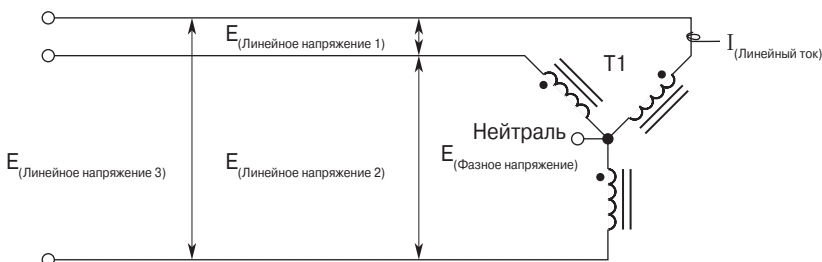 E(Линейное напряжение 1)
I(Линейный ток)
T1
Нейтраль
E(Линейное напряжение 3)
E(Линейное напряжение 2)
E(Фазное напряжение)